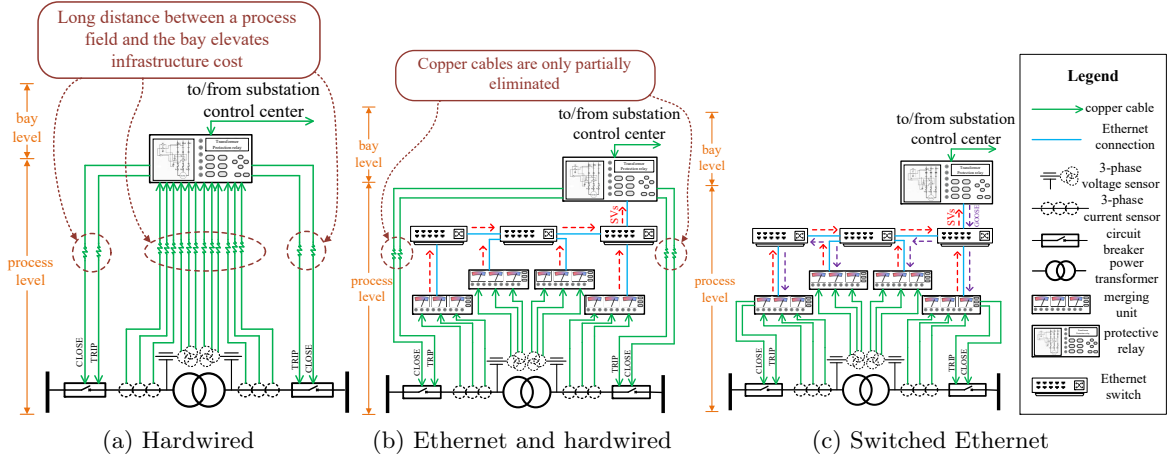 Long distance between a process
field and the bay elevates
infrastructure cost
to/from substation
control center
bay
level
process
level
Transformer
Protection relay
CLOSE
TRIP
TRIP
CLOSE
(a) Hardwired
Copper cables are only partially
eliminated
to/from substation
control center
bay
level
process
level
Transformer
Protection relay
SVs
CLOSE
TRIP
TRIP
CLOSE
(b) Ethernet and hardwired
to/from substation
control center
bay
level
process
level
Transformer
Protection relay
SVs
GOOSE
CLOSE
TRIP
TRIP
CLOSE
(c) Switched Ethernet
Legend
copper cable
Ethernet
connection
3-phase
voltage sensor
3-phase
current sensor
circuit
breaker
power
transformer
merging
unit
protective
relay
Ethernet
switch